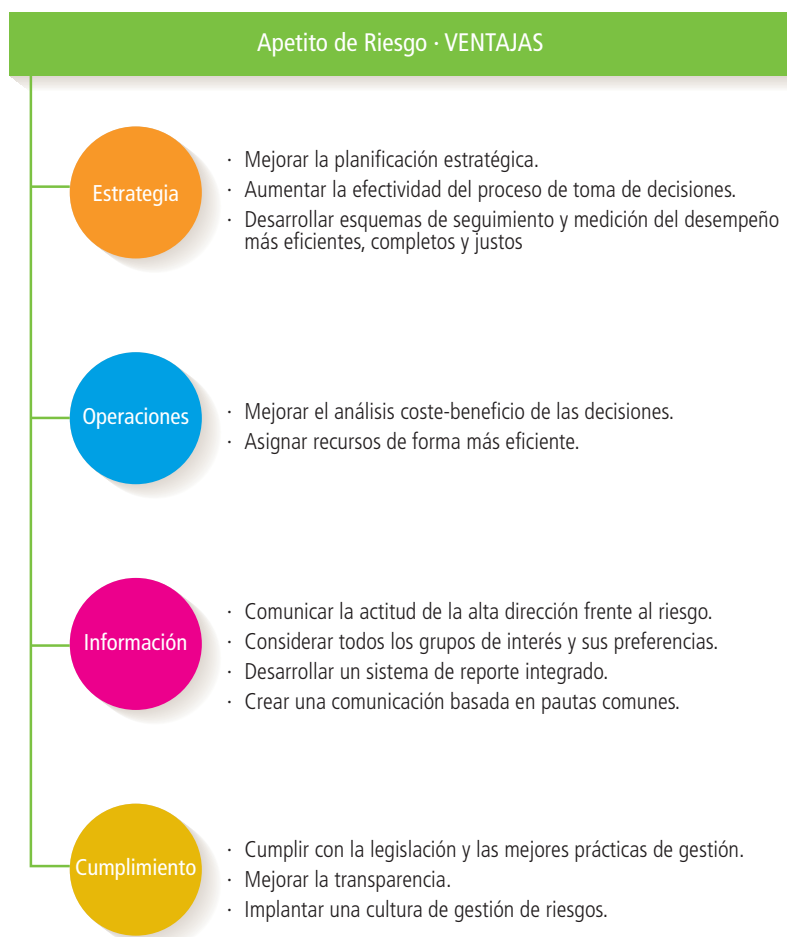 Apetito de Riesgo · VENTAJAS
Estrategia
· Mejorar la planificación estratégica.
· Aumentar la efectividad del proceso de toma de decisiones.
· Desarrollar esquemas de seguimiento y medición del desempeño
más eficientes, completos y justos
Operaciones
· Mejorar el análisis coste-beneficio de las decisiones.
· Asignar recursos de forma más eficiente.
Información
· Comunicar la actitud de la alta dirección frente al riesgo.
· Considerar todos los grupos de interés y sus preferencias.
· Desarrollar un sistema de reporte integrado.
· Crear una comunicación basada en pautas comunes.
Cumplimiento
· Cumplir con la legislación y las mejores prácticas de gestión.
· Mejorar la transparencia.
· Implantar una cultura de gestión de riesgos.